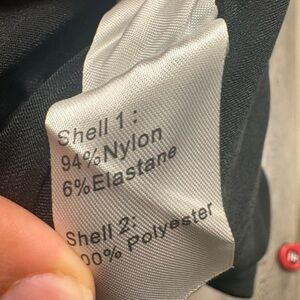 Shell 1:
94%Nylon
6%Elastane
Shell 2:
00% Polyester